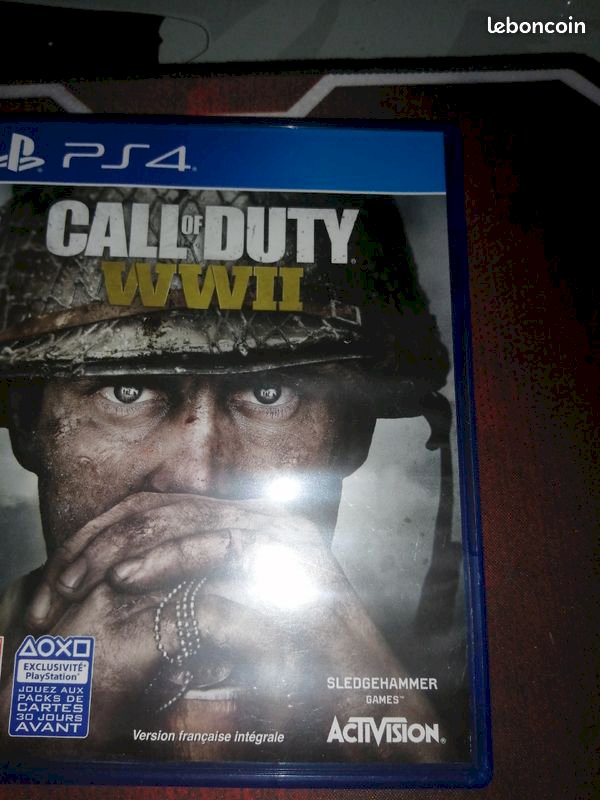 leboncoin
PS4
CALL OF DUTY
WWII
EXCLUSIVITÉ
PlayStation
JOUEZ AUX
PACKS DE
CARTES
30 JOURS
AVANT
SLEDGEHAMMER
GAMES™
Version française intégrale
ACTIVISION.